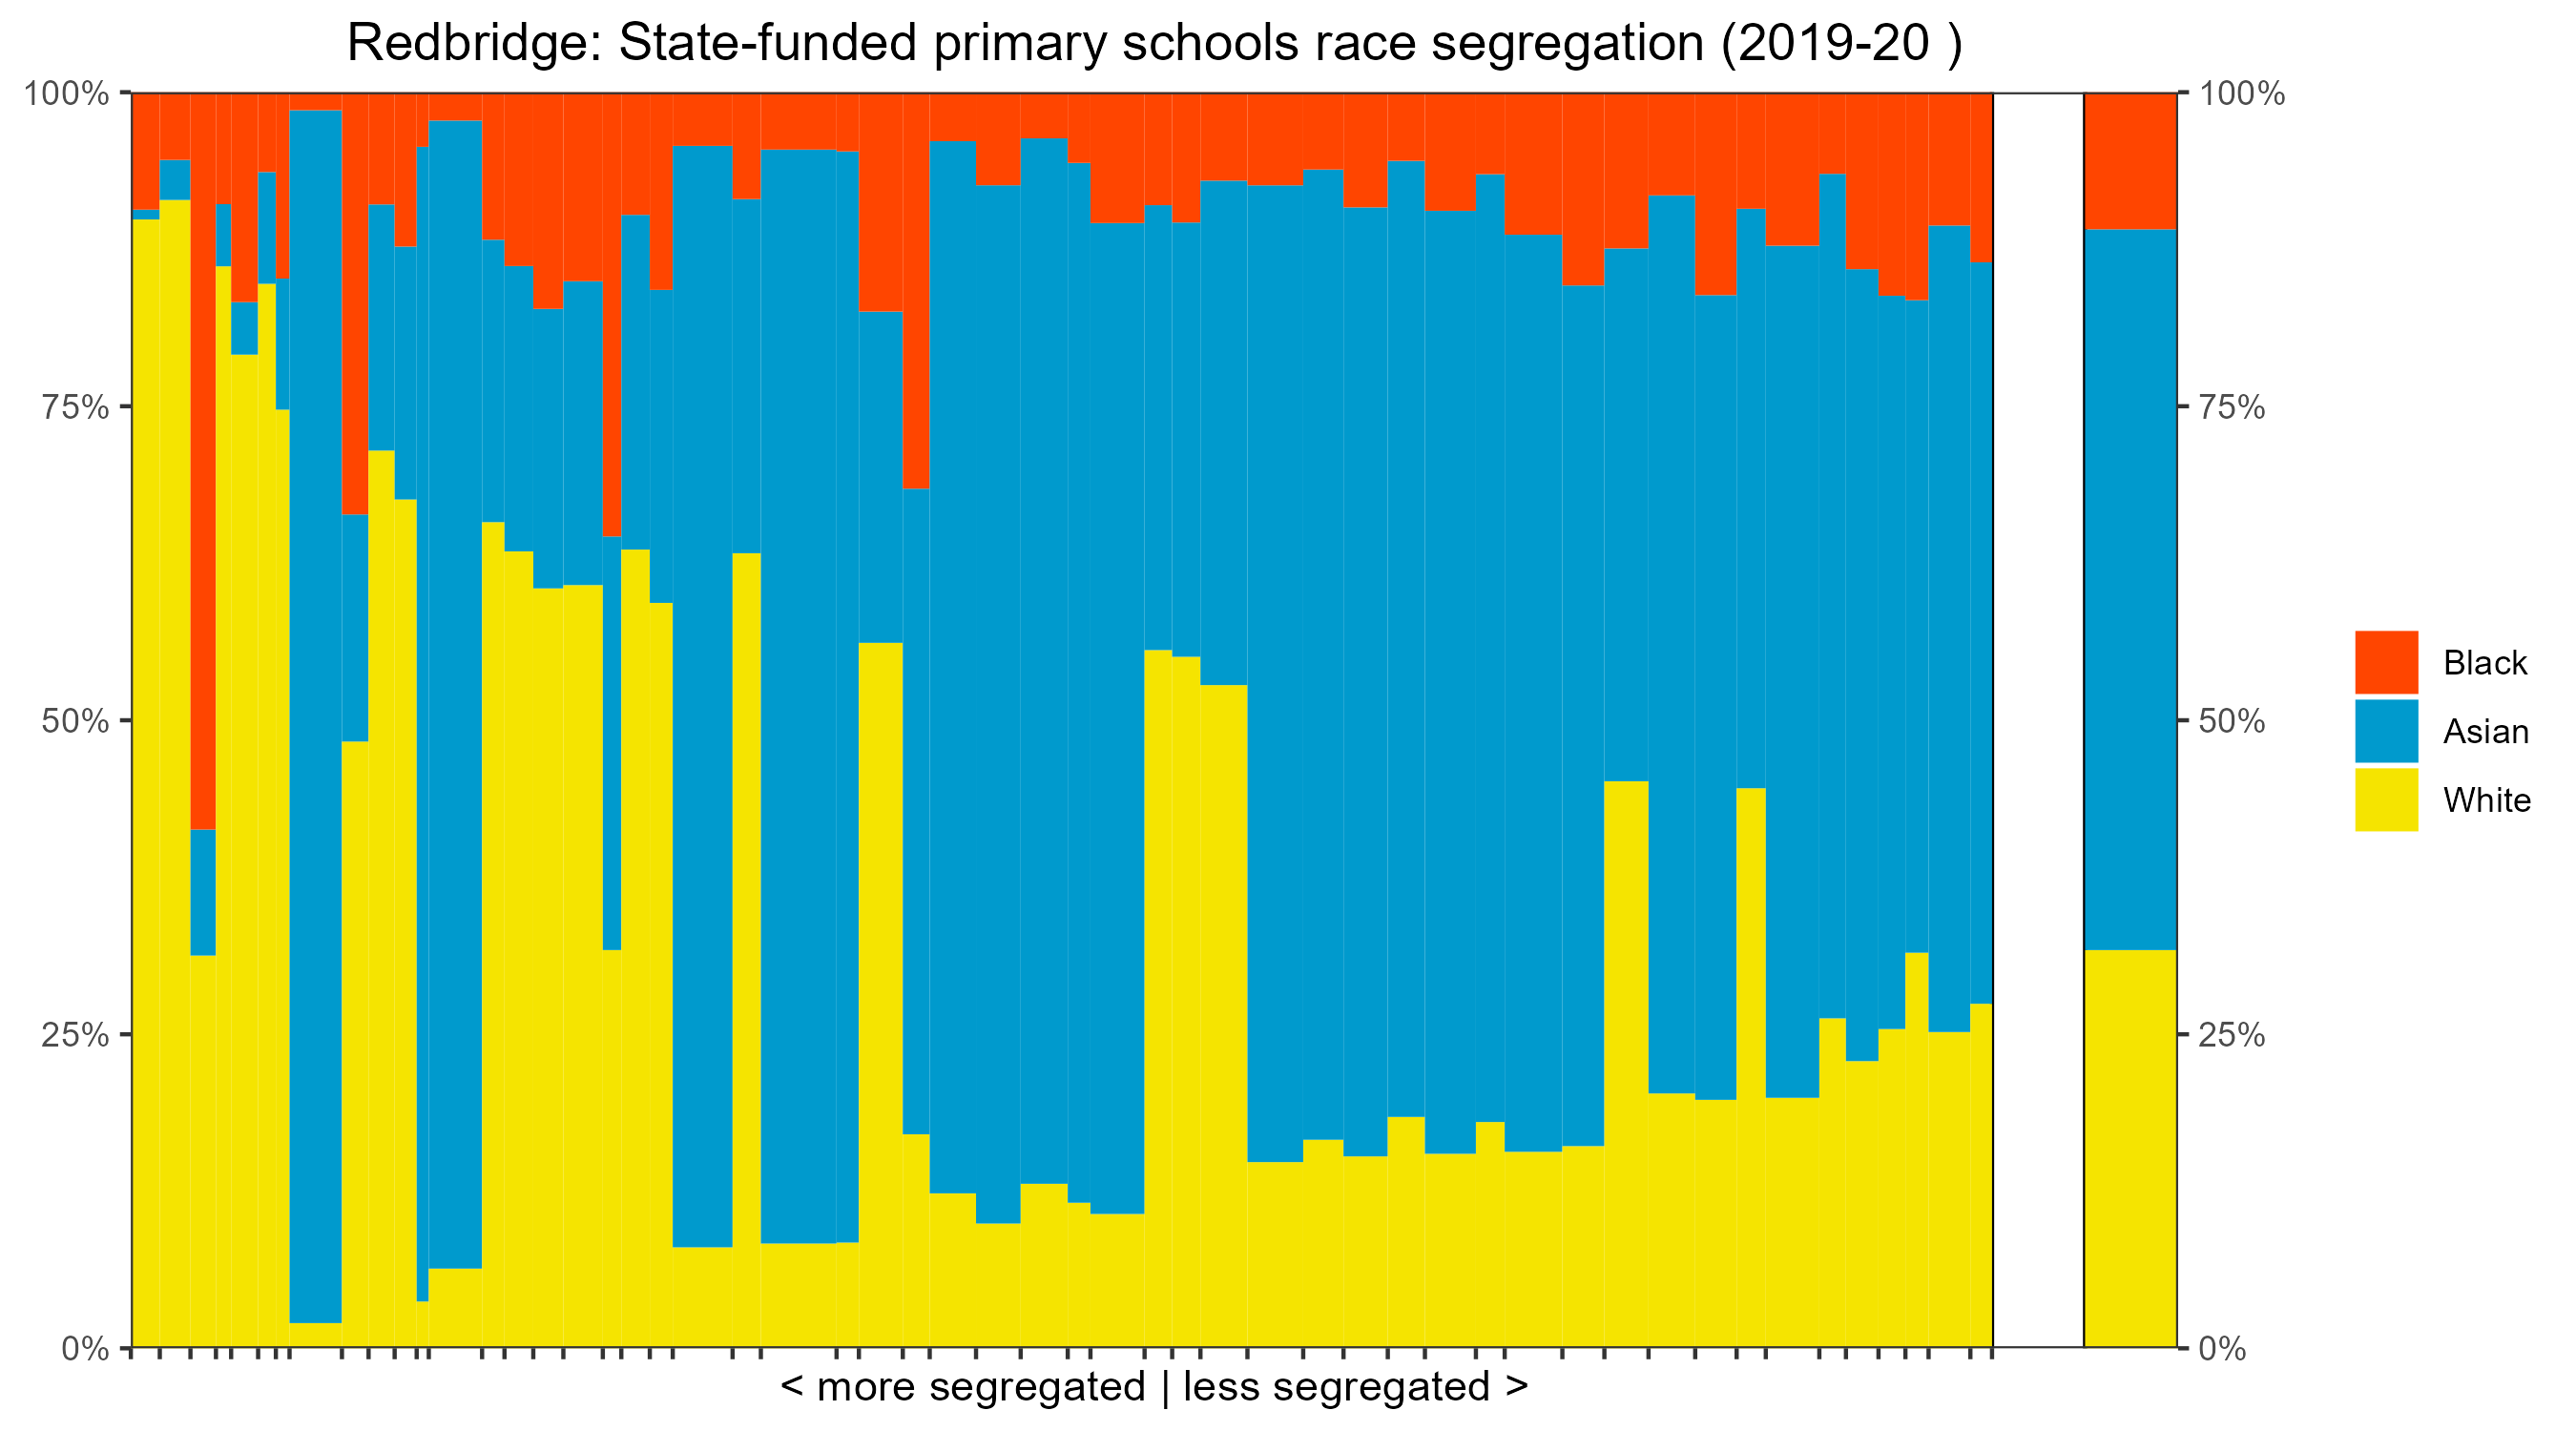 Redbridge: State-funded primary schools race segregation (2019-20 )
100%
75%
50%
25%
0%
100%
75%
50%
25%
0%
Black
Asian
White
< more segregated | less segregated >